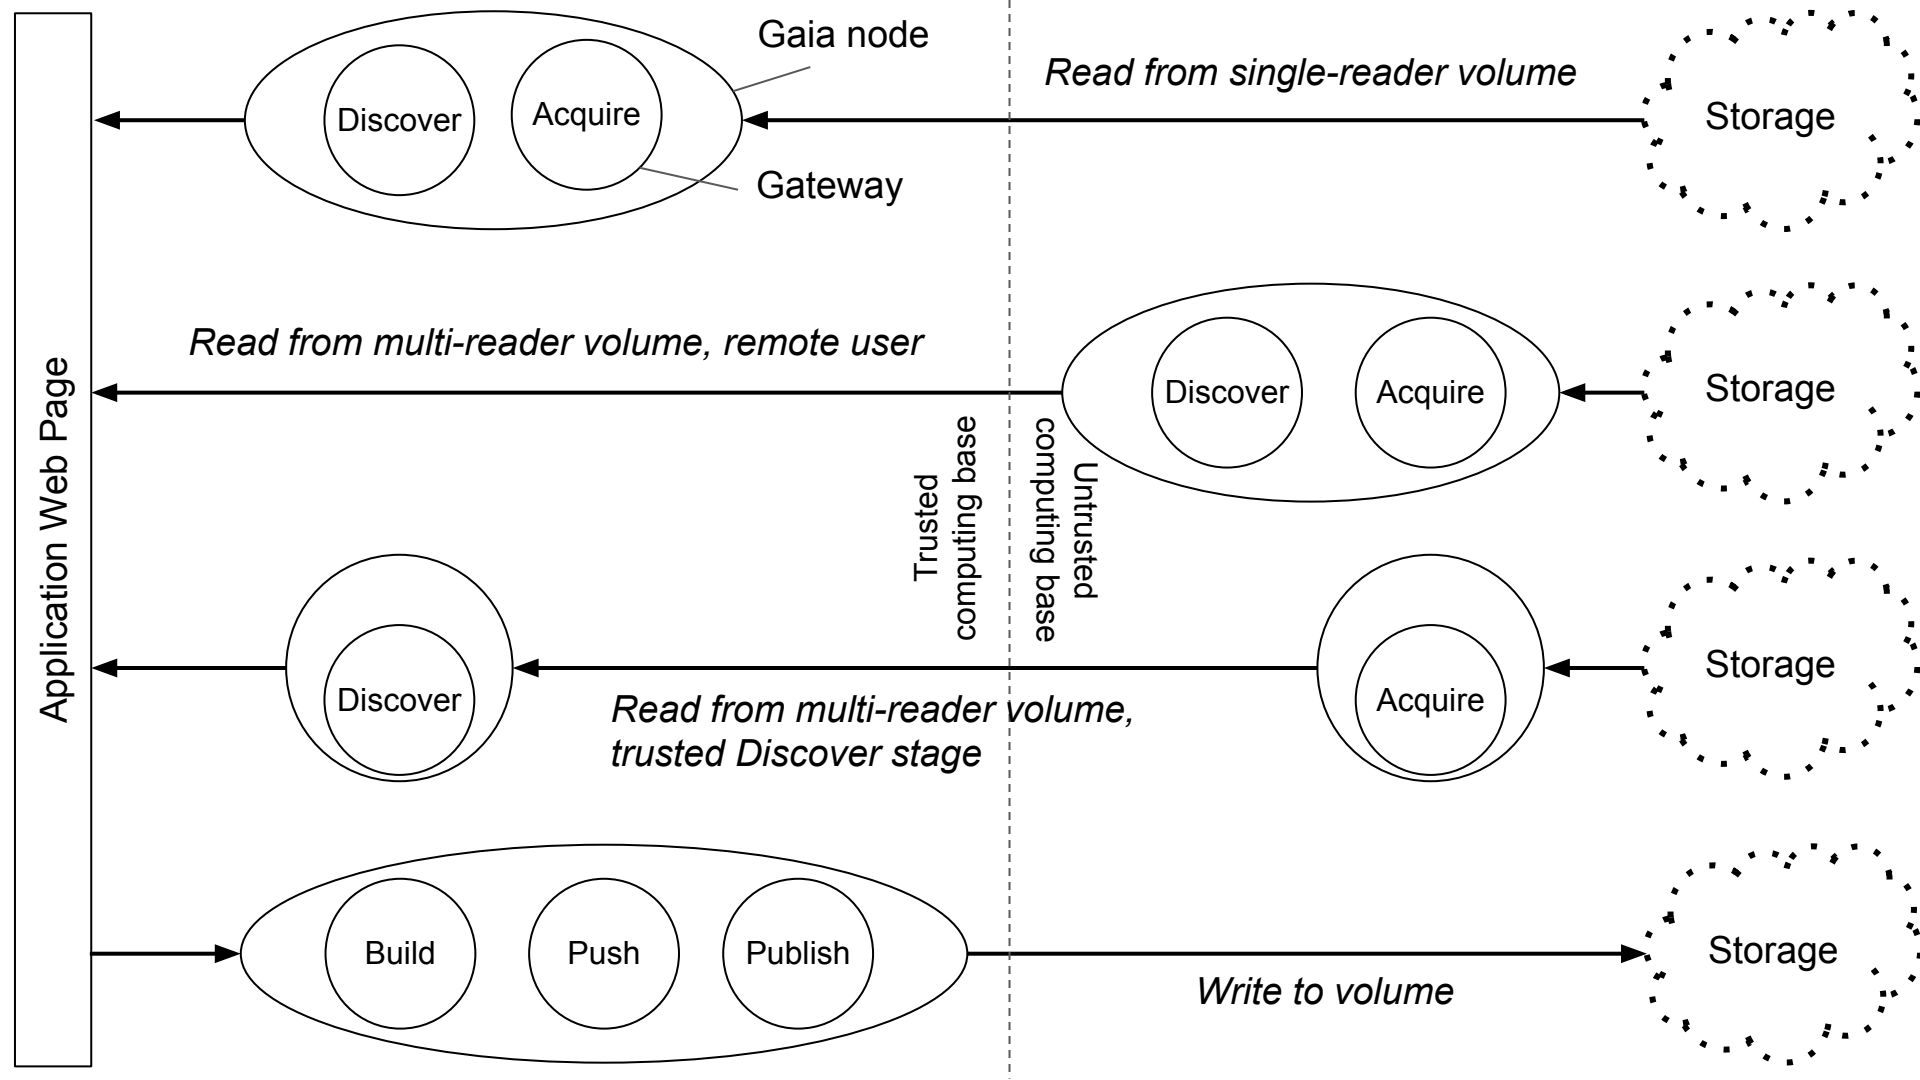 Gaia node
Read from single-reader volume
Discover
Acquire
Storage
Gateway
Read from multi-reader volume, remote user
Discover
Acquire
Storage
Application Web Page
Trusted
computing base
Untrusted
computing base
Discover
Acquire
Storage
Read from multi-reader volume,
trusted Discover stage
Build
Push
Publish
Storage
Write to volume